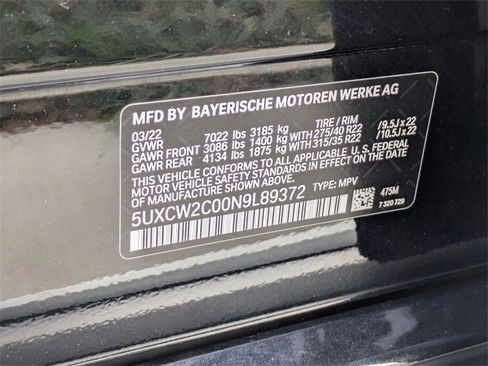 MFD BY BAYERISCHE MOTOREN WERKE AG
03/22 TIRE / RIM
GVWR 7022 lbs 3185 kg
GAWR FRONT 3086 lbs 1400 kg WITH 275/40 R22 /9.5J x 22
GAWR REAR 4134 lbs 1875 kg WITH 315/35 R22 /10.5J x 22
THIS VEHICLE CONFORMS TO ALL APPLICABLE U. S. FEDERAL
MOTOR VEHICLE SAFETY STANDARDS IN EFFECT ON THE
DATE OF MANUFACTURE SHOWN ABOVE.
5UXCW2C00N9L89372 TYPE: MPV
475M
7 320 729